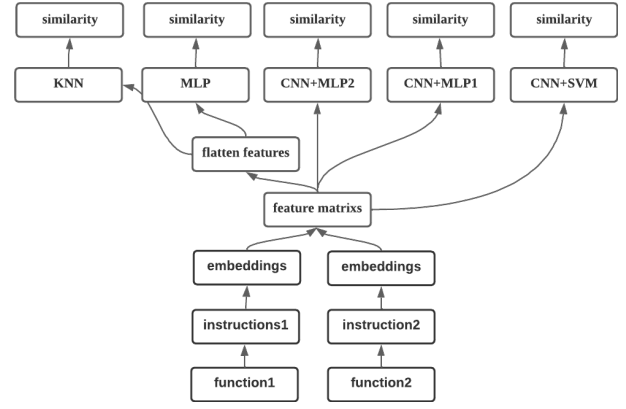 similarity
similarity
similarity
similarity
similarity
KNN
MLP
CNN+MLP2
CNN+MLP1
CNN+SVM
flatten features
feature matrixs
embeddings
embeddings
instructions1
instruction2
function1
function2